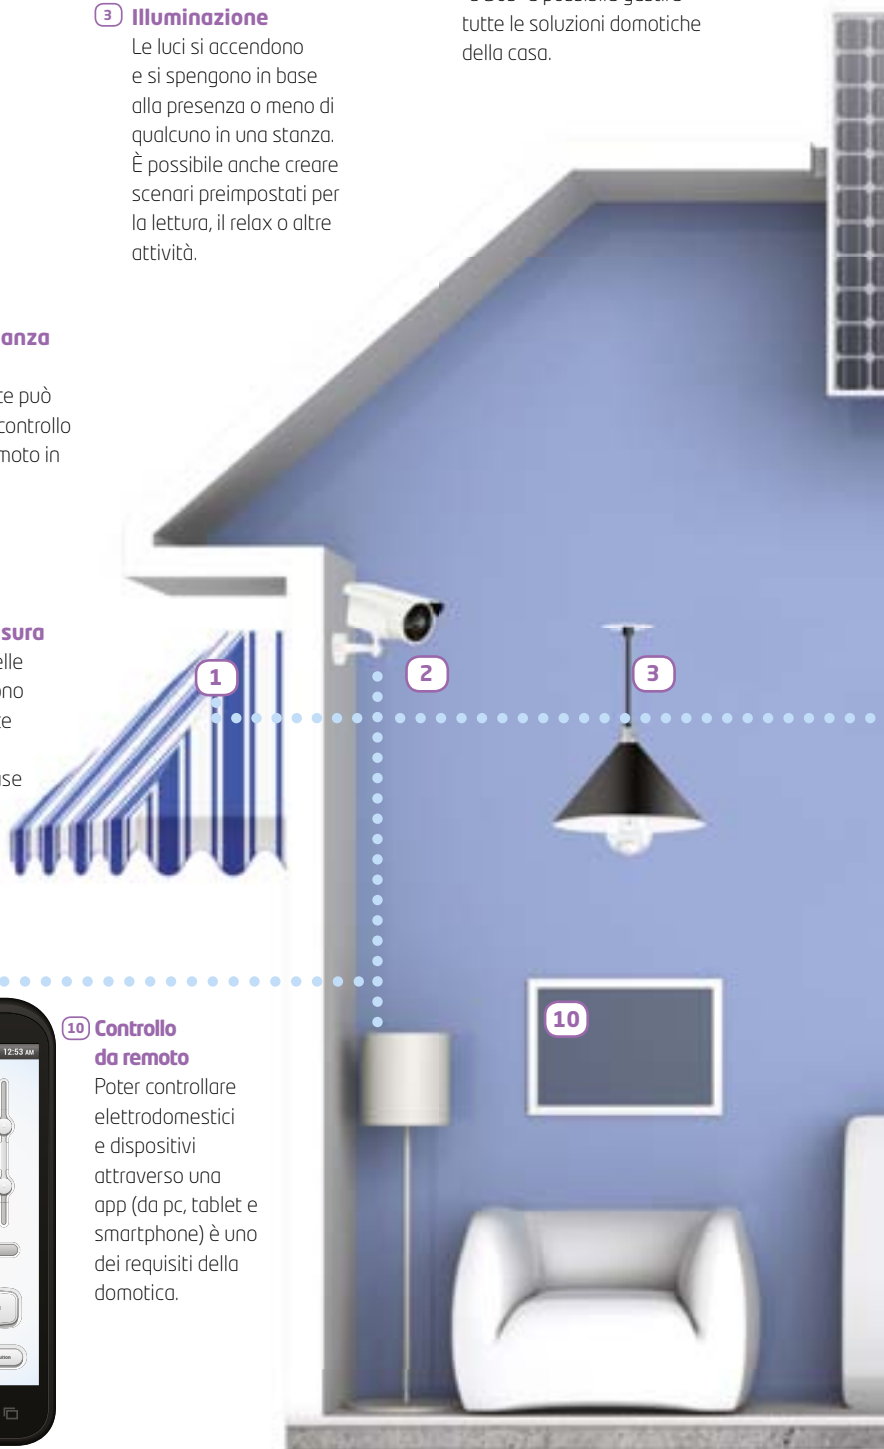 3 Illuminazione
Le luci si accendono
e si spengono in base
alla presenza o meno di
qualcuno in una stanza.
È possibile anche creare
scenari preimpostati per
la lettura, il relax o altre
attività.
tutte le soluzioni domotiche
della casa.
anza
te può
controllo
moto in
sura
elle
ono
te
se
1
2
3
10
12:53 AM
10 Controllo
da remoto
Poter controllare
elettrodomestici
e dispositivi
attraverso una
app (da pc, tablet e
smartphone) è uno
dei requisiti della
domotica.